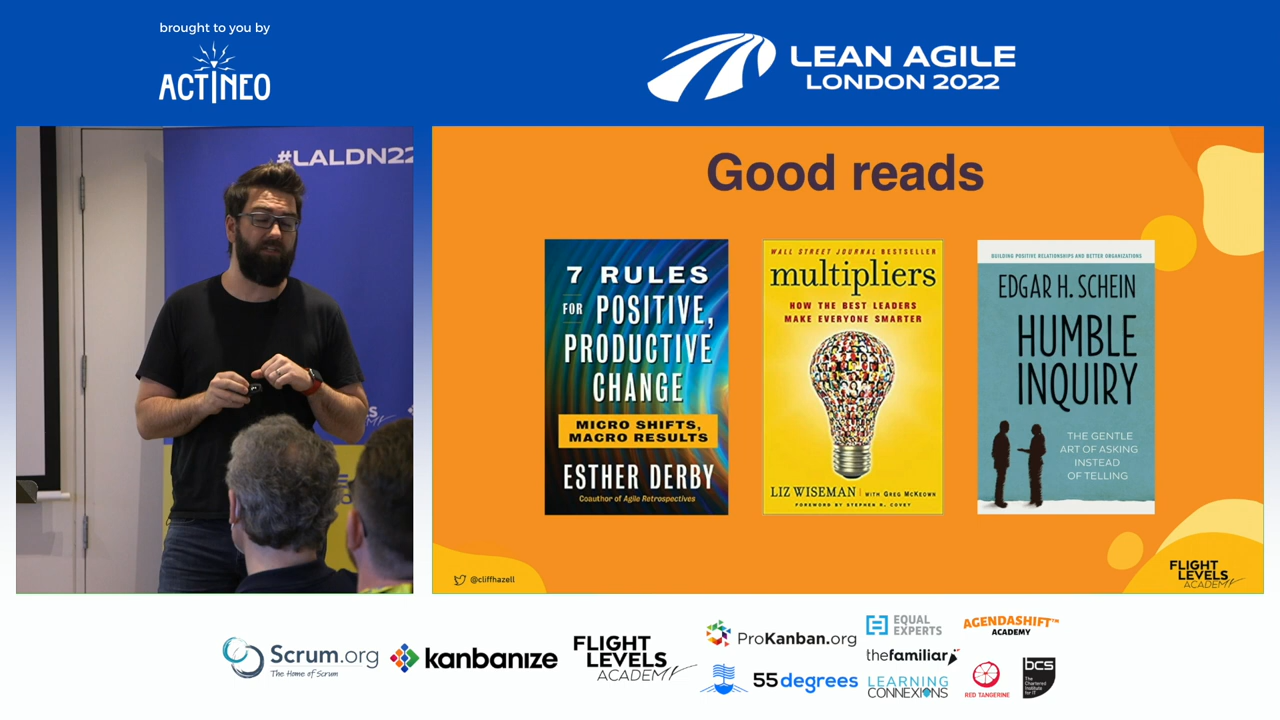 brought to you by
ACTINEO
LEAN AGILE
LONDON 2022
#LALDN22
Good reads
7 RULES
FOR POSITIVE,
PRODUCTIVE
CHANGE
MICRO SHIFTS,
MACRO RESULTS
ESTHER DERBY
Coauthor of Agile Retrospectives
WALL STREET JOURNAL BESTSELLER
multipliers
HOW THE BEST LEADERS
MAKE EVERYONE SMARTER
LIZ WISEMAN WITH GREG MCKEOWN
FOREWORD BY STEPHEN R. COVEY
BUILDING POSITIVE RELATIONSHIPS AND BETTER ORGANIZATIONS
EDGAR H. SCHEIN
HUMBLE
INQUIRY
THE GENTLE
ART OF ASKING
INSTEAD
OF TELLING
@cliffhazell
FLIGHT
LEVELS
ACADEMY
Scrum.org
The Home of Scrum
kanbanize
FLIGHT
LEVELS
ACADEMY
ProKanban.org
55degrees
EQUAL
EXPERTS
thefamiliar
LEARNING
CONNEXIONS
AGENDASHIFT™
ACADEMY
RED TANGERINE
bcs
The
Chartered
Institute
for IT